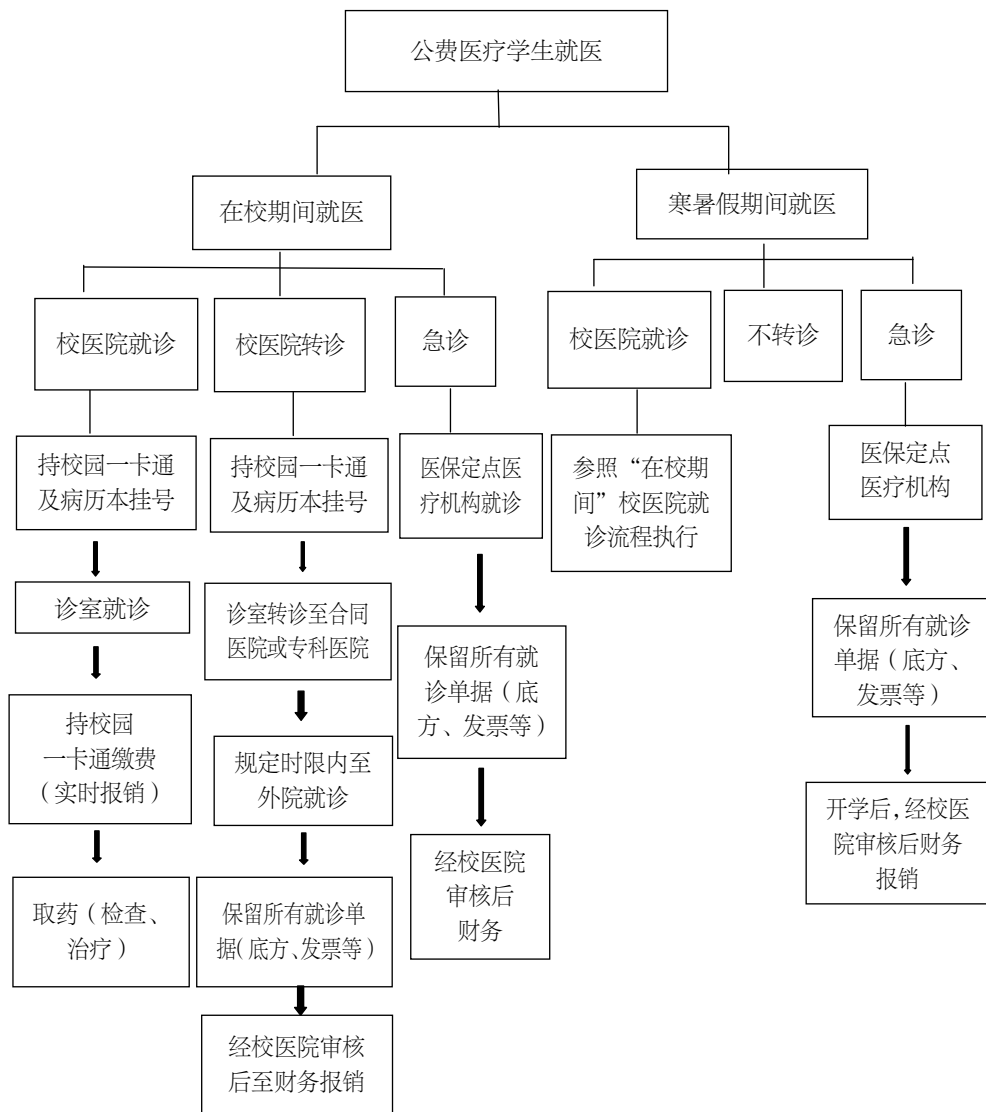 公费医疗学生就医
在校期间就医
寒暑假期间就医
校医院就诊
校医院转诊
急诊
校医院就诊
不转诊
急诊
持校园一卡通
及病历本挂号
持校园一卡通
及病历本挂号
医保定点医
疗机构就诊
参照“在校期
间”校医院就
诊流程执行
医保定点
医疗机构
诊室就诊
诊室转诊至合同
医院或专科医院
保留所有就
诊单据（底
方、发票等）
保留所有就诊
单据（底方、
发票等）
持校园
一卡通缴费
（实时报销）
规定时限内至
外院就诊
经校医院
审核后
财务
开学后,经校医
院审核后财务
报销
取药（检查、
治疗）
保留所有就诊单
据（底方、发票等）
经校医院审核
后至财务报销